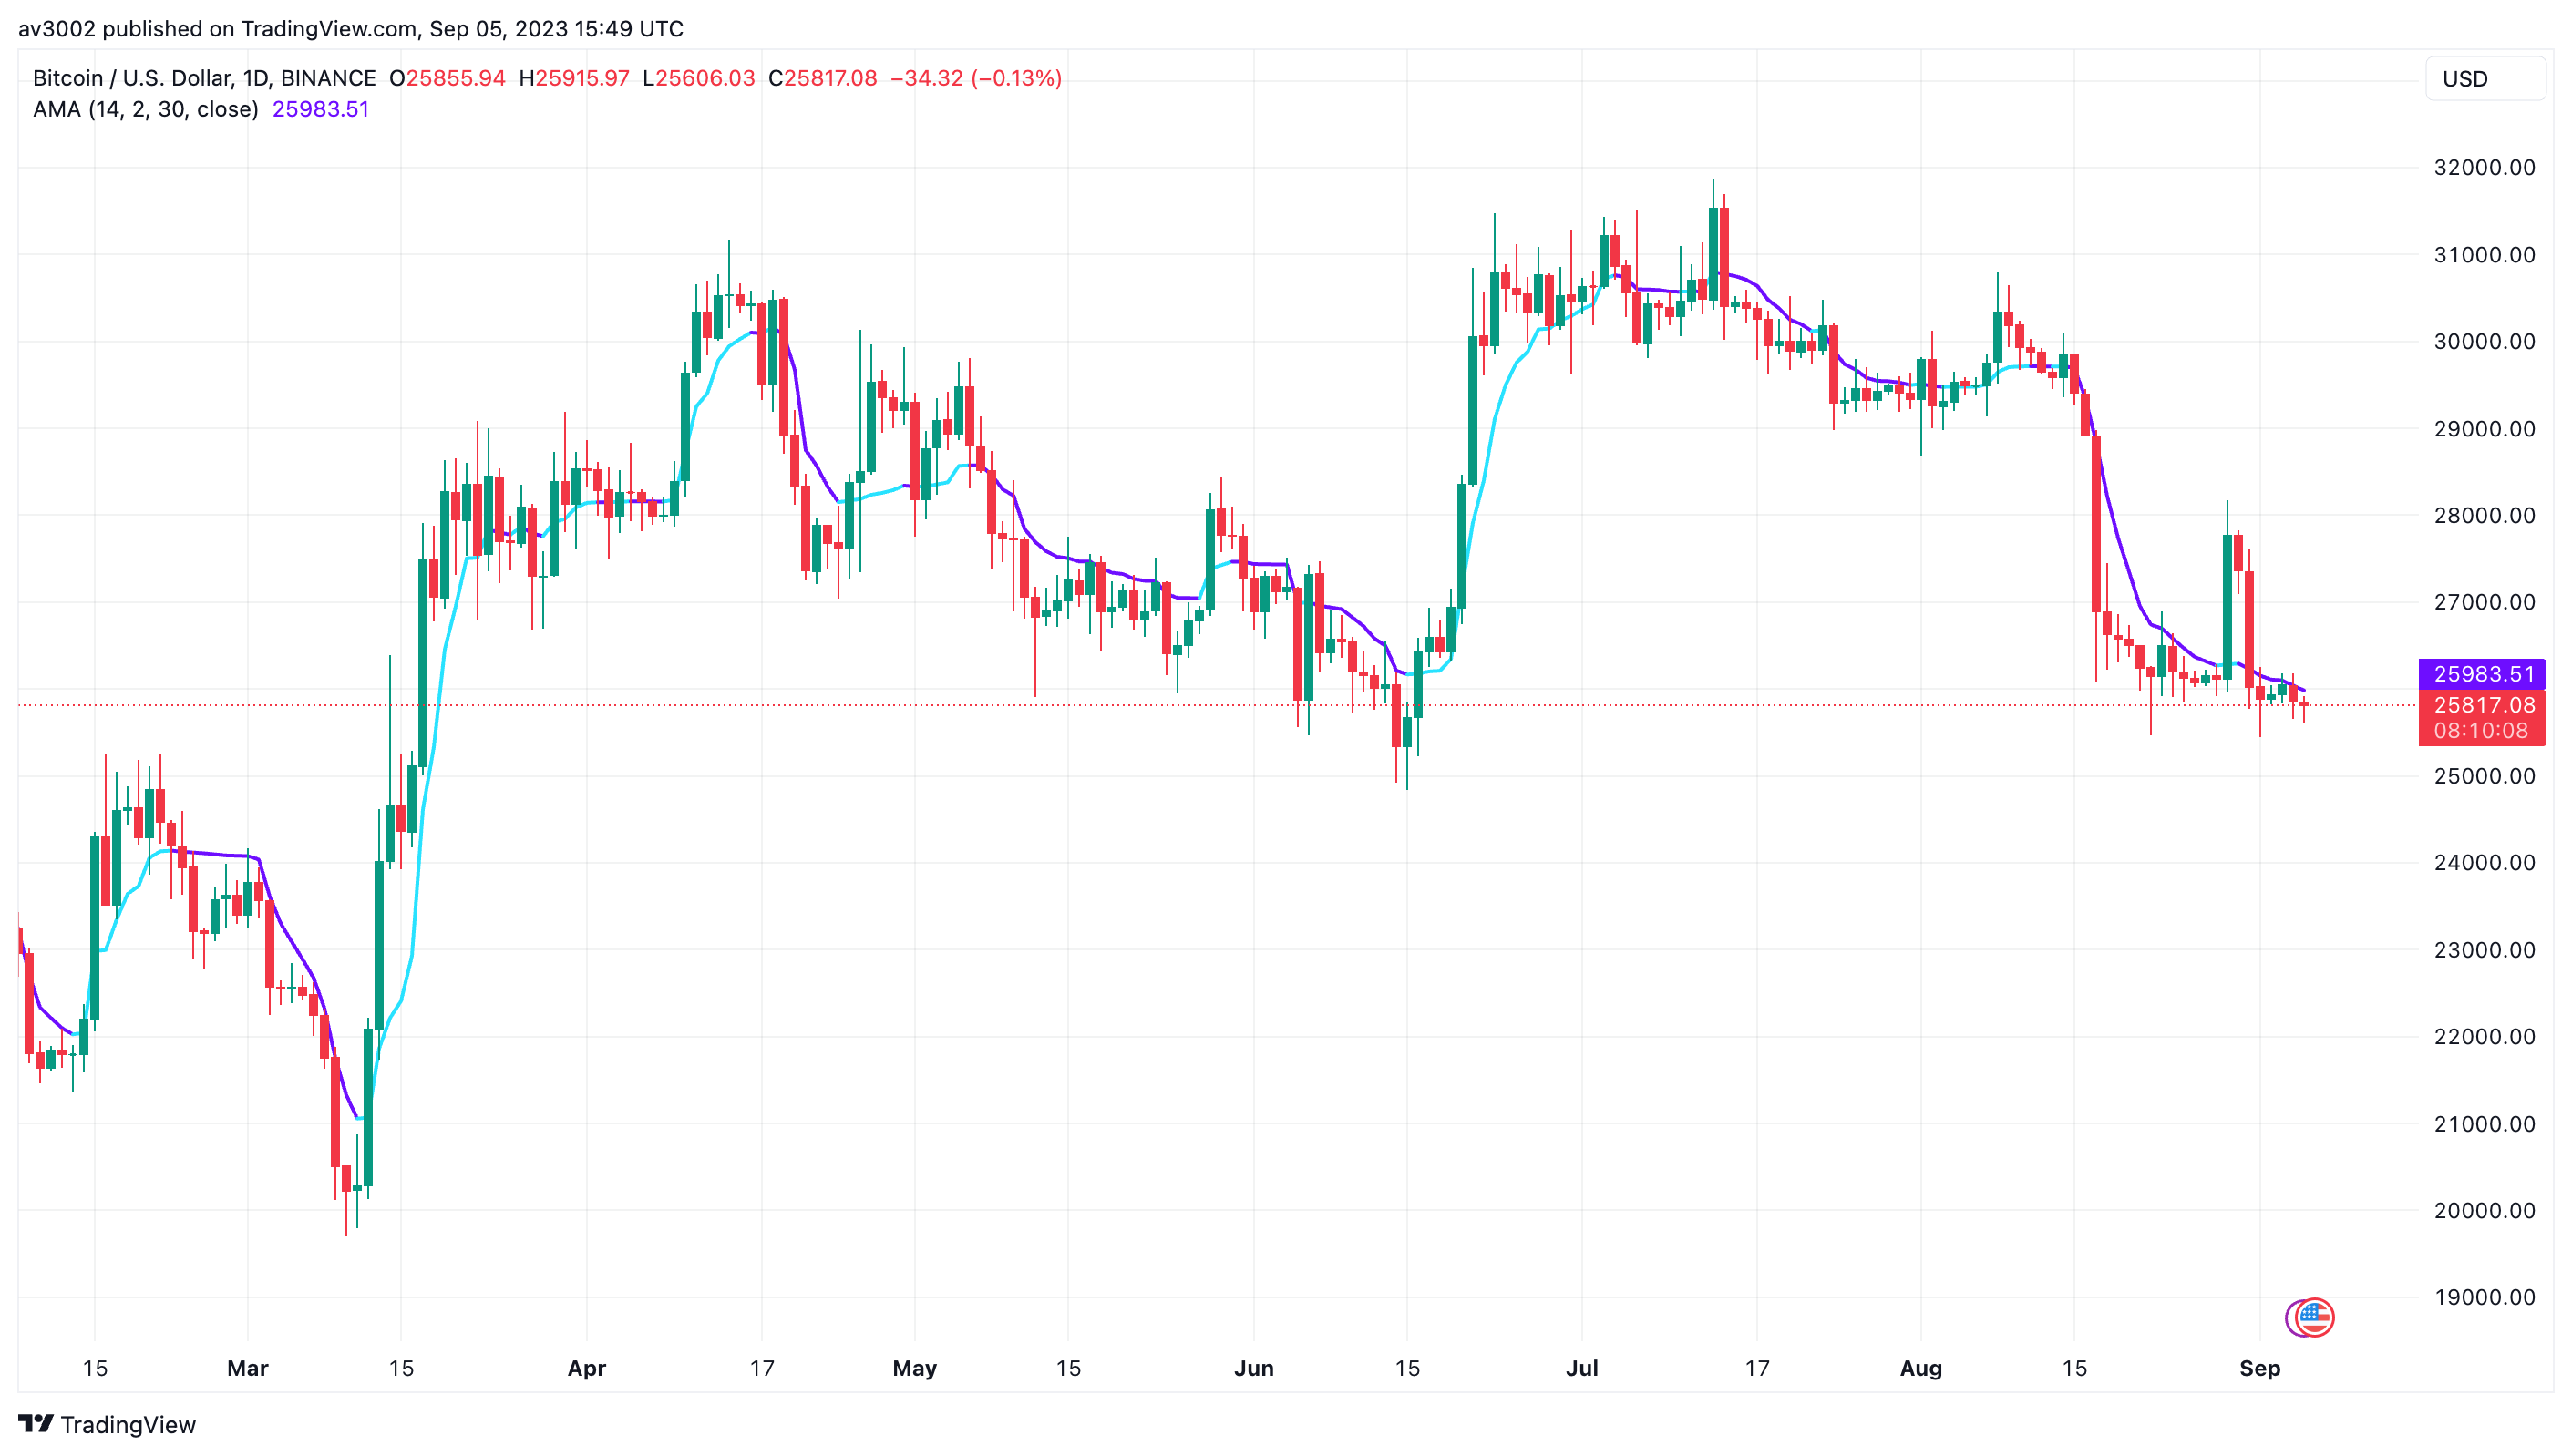 av3002 published on TradingView.com, Sep 05, 2023 15:49 UTC
Bitcoin / U.S. Dollar, 1D, BINANCE O25855.94 H25915.97 L25606.03 C25817.08 −34.32 (−0.13%)
AMA (14, 2, 30, close) 25983.51
USD
32000.00
31000.00
30000.00
29000.00
28000.00
27000.00
25983.51
25817.08
08:10:08
25000.00
24000.00
23000.00
22000.00
21000.00
20000.00
19000.00
15 Mar 15 Apr 17 May 15 Jun 15 Jul 17 Aug 15 Sep
TradingView